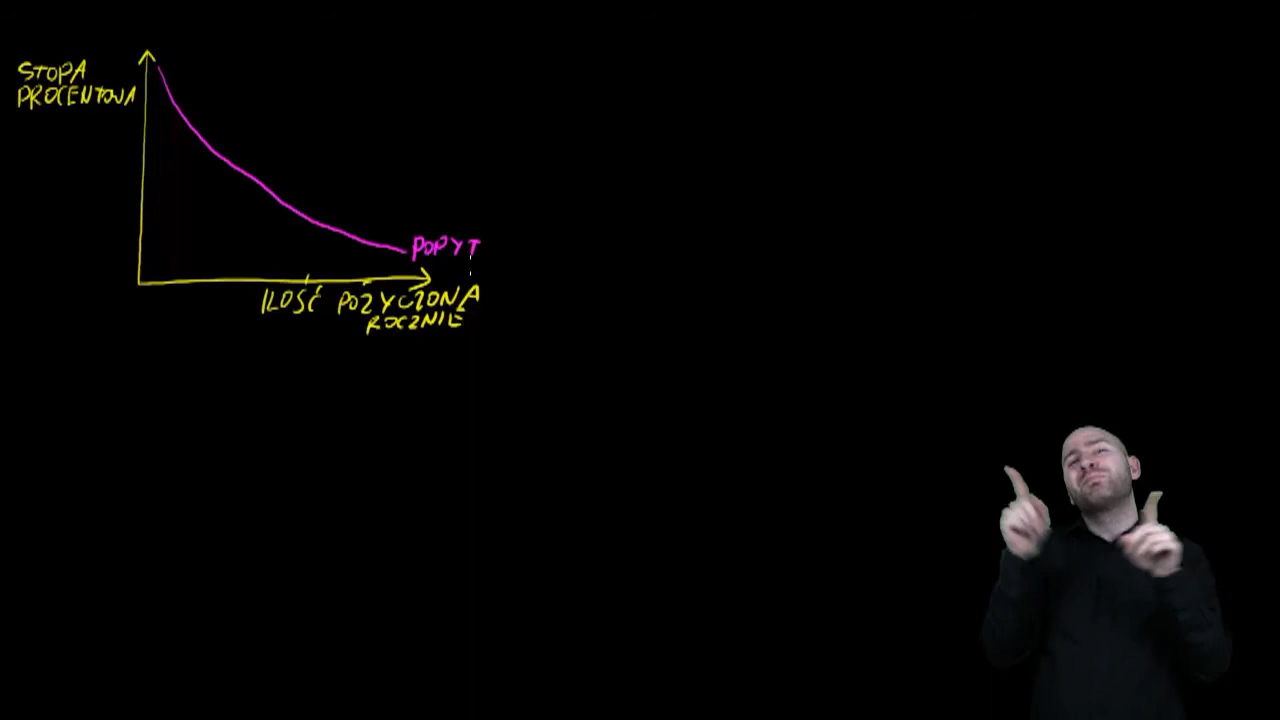 STOPA
PROCENTOWA
POPYT
ILOŚĆ POŻYCZONA
ROCZNIE